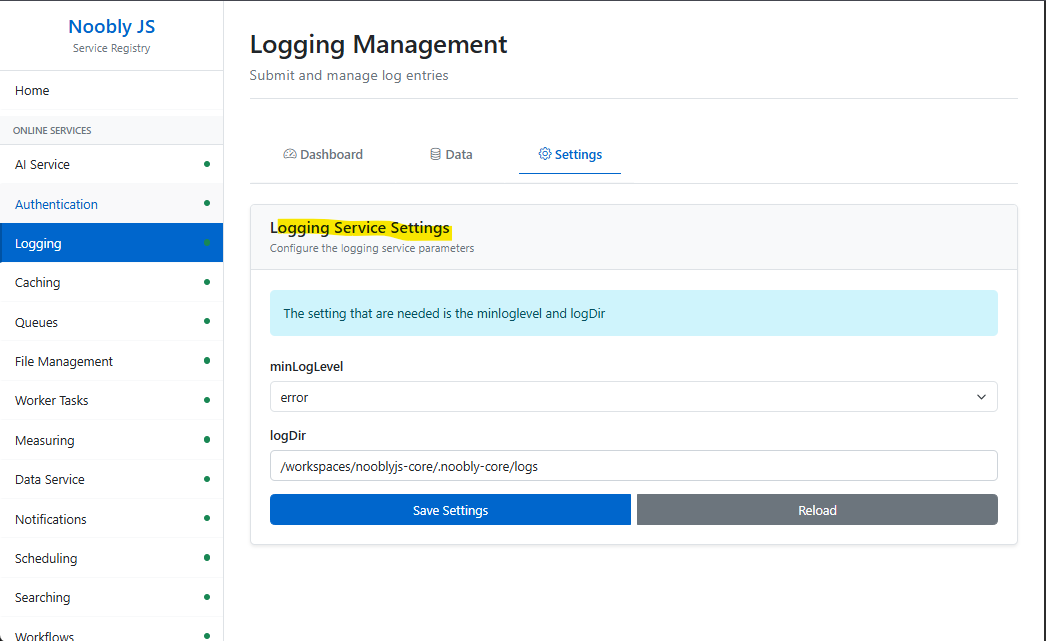 Noobly JS
Service Registry
Home
ONLINE SERVICES
AI Service
Authentication
Logging
Caching
Queues
File Management
Worker Tasks
Measuring
Data Service
Notifications
Scheduling
Searching
Workflows
Logging Management
Submit and manage log entries
Dashboard Data Settings
Logging Service Settings
Configure the logging service parameters
The setting that are needed is the minloglevel and logDir
minLogLevel
error
logDir
/workspaces/nooblyjs-core/.noobly-core/logs
Save Settings Reload